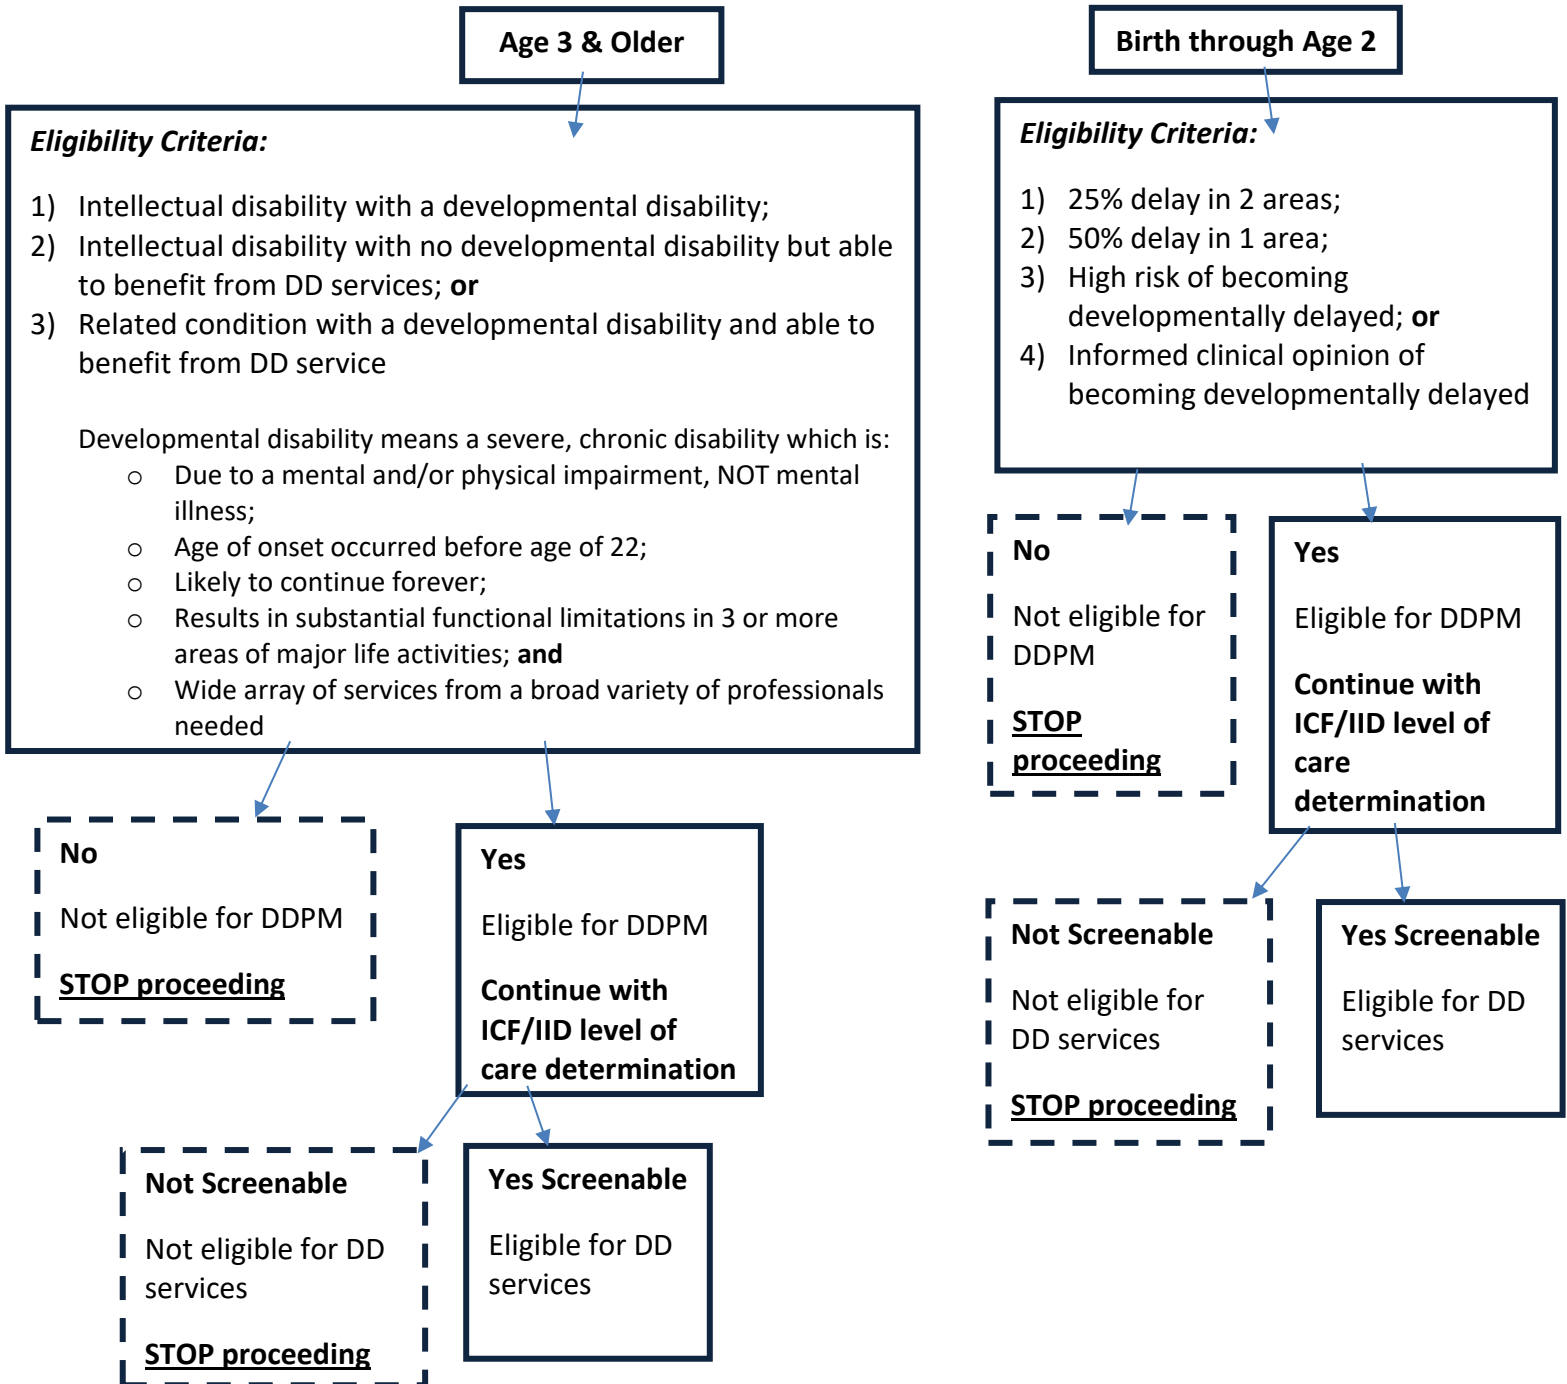 Age 3 & Older
Eligibility Criteria:
1) Intellectual disability with a developmental disability;
2) Intellectual disability with no developmental disability but able
to benefit from DD services; or
3) Related condition with a developmental disability and able to
benefit from DD service
Developmental disability means a severe, chronic disability which is:
o Due to a mental and/or physical impairment, NOT mental
illness;
o Age of onset occurred before age of 22;
o Likely to continue forever;
o Results in substantial functional limitations in 3 or more
areas of major life activities; and
o Wide array of services from a broad variety of professionals
needed
No
Not eligible for DDPM
STOP proceeding
Yes
Eligible for DDPM
Continue with
ICF/IID level of
care determination
Not Screenable
Not eligible for DD
services
STOP proceeding
Yes Screenable
Eligible for DD
services
Birth through Age 2
Eligibility Criteria:
1) 25% delay in 2 areas;
2) 50% delay in 1 area;
3) High risk of becoming
developmentally delayed; or
4) Informed clinical opinion of
becoming developmentally delayed
No
Not eligible for
DDPM
STOP
proceeding
Yes
Eligible for DDPM
Continue with
ICF/IID level of
care
determination
Not Screenable
Not eligible for
DD services
STOP proceeding
Yes Screenable
Eligible for DD
services